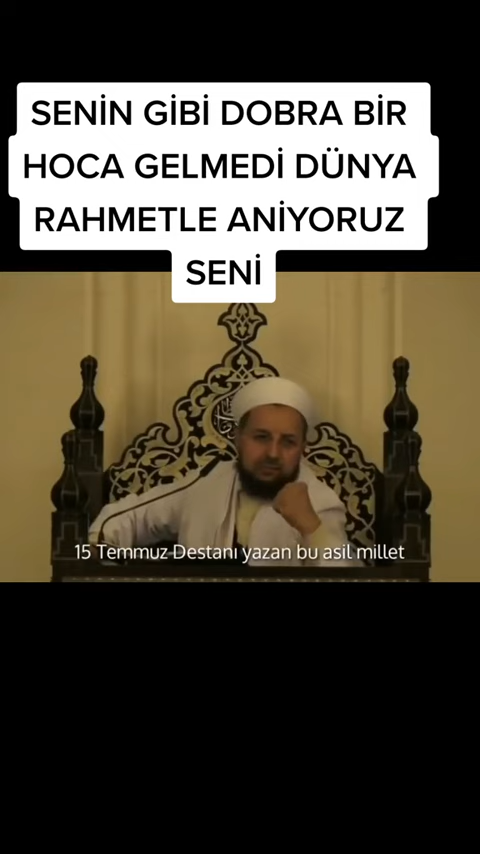 SENİN GİBİ DOBRA BİR
HOCA GELMEDİ DÜNYA
RAHMETLE ANİYORUZ
SENİ
15 Temmuz Destanı yazan bu asil millet